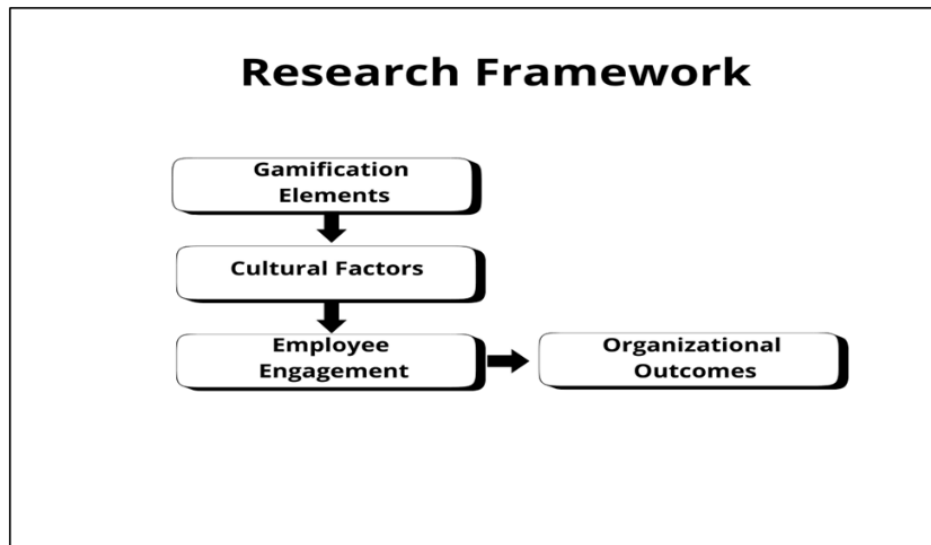 Research Framework
Gamification
Elements
Cultural Factors
Employee
Engagement
Organizational
Outcomes